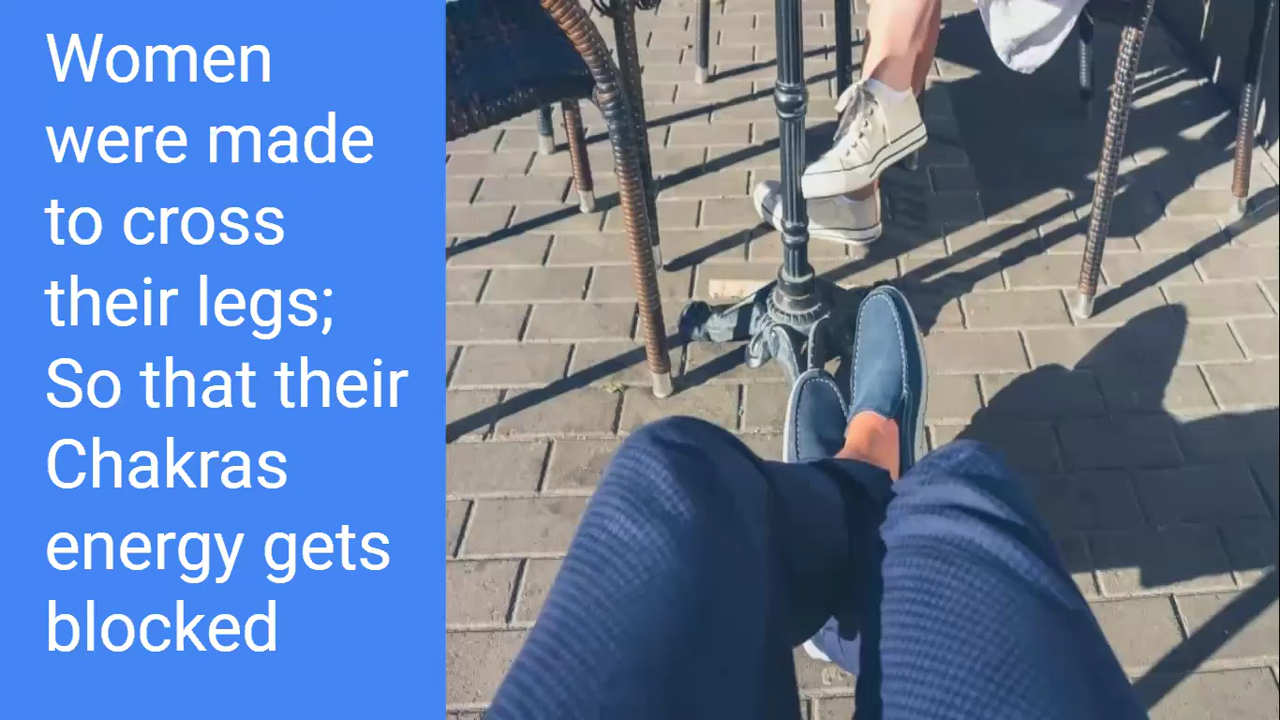 Women
were made
to cross
their legs;
So that their
Chakras
energy gets
blocked